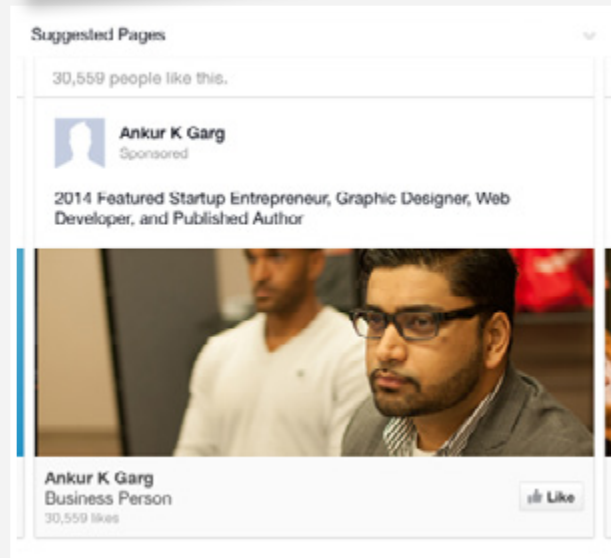 Suggested Pages
30,559 people like this.
Ankur K Garg
Sponsored
2014 Featured Startup Entrepreneur, Graphic Designer, Web
Developer, and Published Author
Ankur K Garg
Business Person
Like
30,559 likes